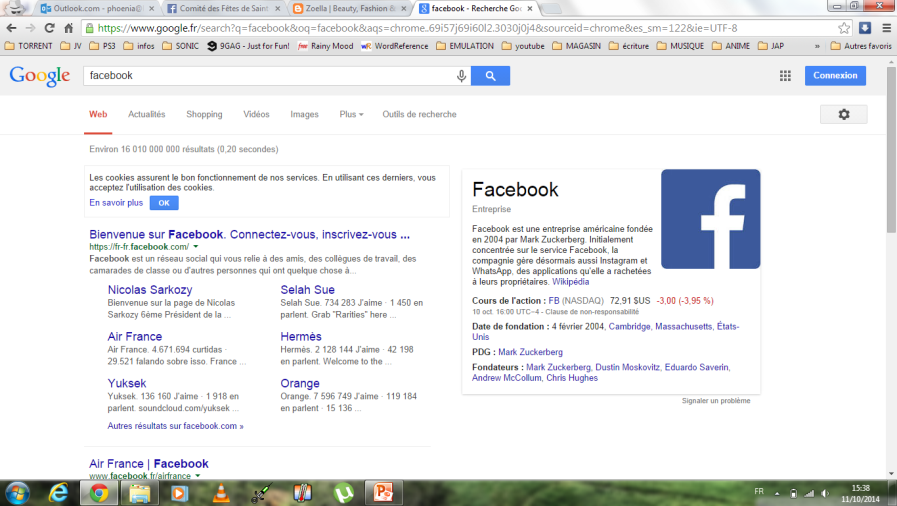 Outlook.com - phoenia@
Comité des Fêtes de Saint
Zoella | Beauty, Fashion &
facebook - Recherche Goo
https://www.google.fr/search?q=facebook&oq=facebook&aqs=chrome.69i57j69i60l2.3030j0j4&sourceid=chrome&es_sm=122&ie=UTF-8
TORRENT JV PS3 infos SONIC 9GAG - Just for Fun! Rainy Mood WordReference EMULATION youtube MAGASIN écriture MUSIQUE ANIME JAP » Autres favoris
Google facebook Connexion
Web Actualités Shopping Vidéos Images Plus Outils de recherche
Environ 16 010 000 000 résultats (0,20 secondes)
Les cookies assurent le bon fonctionnement de nos services. En utilisant ces derniers, vous
acceptez l'utilisation des cookies.
En savoir plus OK
Bienvenue sur Facebook. Connectez-vous, inscrivez-vous ...
https://fr-fr.facebook.com/
Facebook est un réseau social qui vous relie à des amis, des collègues de travail, des
camarades de classe ou d'autres personnes qui ont quelque chose à...
Nicolas Sarkozy
Bienvenue sur la page de Nicolas
Sarkozy 6ème Président de la ...
Selah Sue
Selah Sue. 734 283 J'aime · 1 450 en
parlent. Grab "Rarities" here ...
Air France
Air France. 4.671.694 curtidas ·
29.521 falando sobre isso. France ...
Hermès
Hermès. 2 128 144 J'aime · 42 198
en parlent. Welcome to the ...
Yuksek
Yuksek. 136 160 J'aime · 1 918 en
parlent. soundcloud.com/yuksek ...
Orange
Orange. 7 596 749 J'aime · 119 184
en parlent · 15 136 ...
Autres résultats sur facebook.com »
Air France | Facebook
www.facebook.fr/airfrance
Facebook
Entreprise
Facebook est une entreprise américaine fondée
en 2004 par Mark Zuckerberg. Initialement
concentrée sur le service Facebook, la
compagnie gère désormais aussi Instagram et
WhatsApp, des applications qu'elle a rachetées
à leurs propriétaires. Wikipédia
Cours de l'action : FB (NASDAQ) 72,91 $US -3,00 (-3,95 %)
10 oct. 16:00 UTC−4 - Clause de non-responsabilité
Date de fondation : 4 février 2004, Cambridge, Massachusetts, États-
Unis
PDG : Mark Zuckerberg
Fondateurs : Mark Zuckerberg, Dustin Moskovitz, Eduardo Saverin,
Andrew McCollum, Chris Hughes
Signaler un problème
FR
15:38
11/10/2014